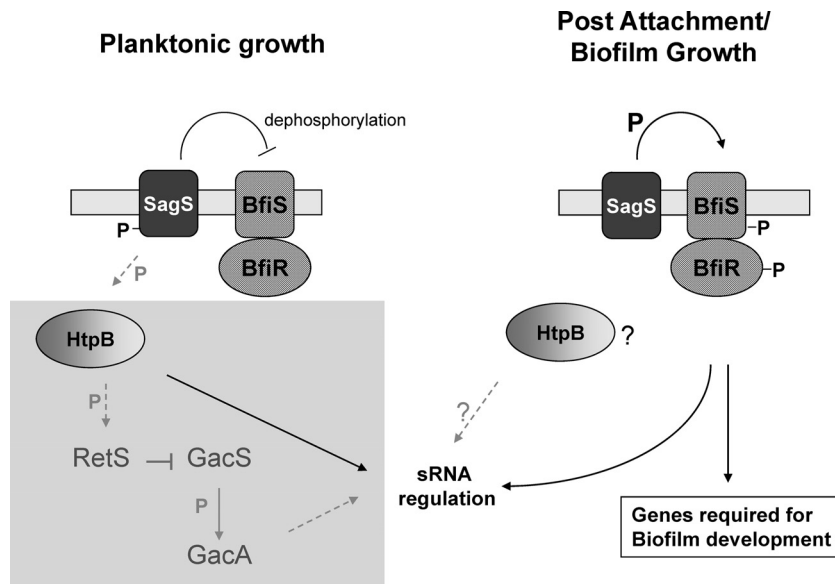 Planktonic growth
Post Attachment/
Biofilm Growth
dephosphorylation
P
SagS
BfiS
SagS
BfiS
P
P
BfiR
BfiR
P
P
HtpB
HtpB
?
P
?
RetS
GacS
sRNA
regulation
P
GacA
Genes required for
Biofilm development